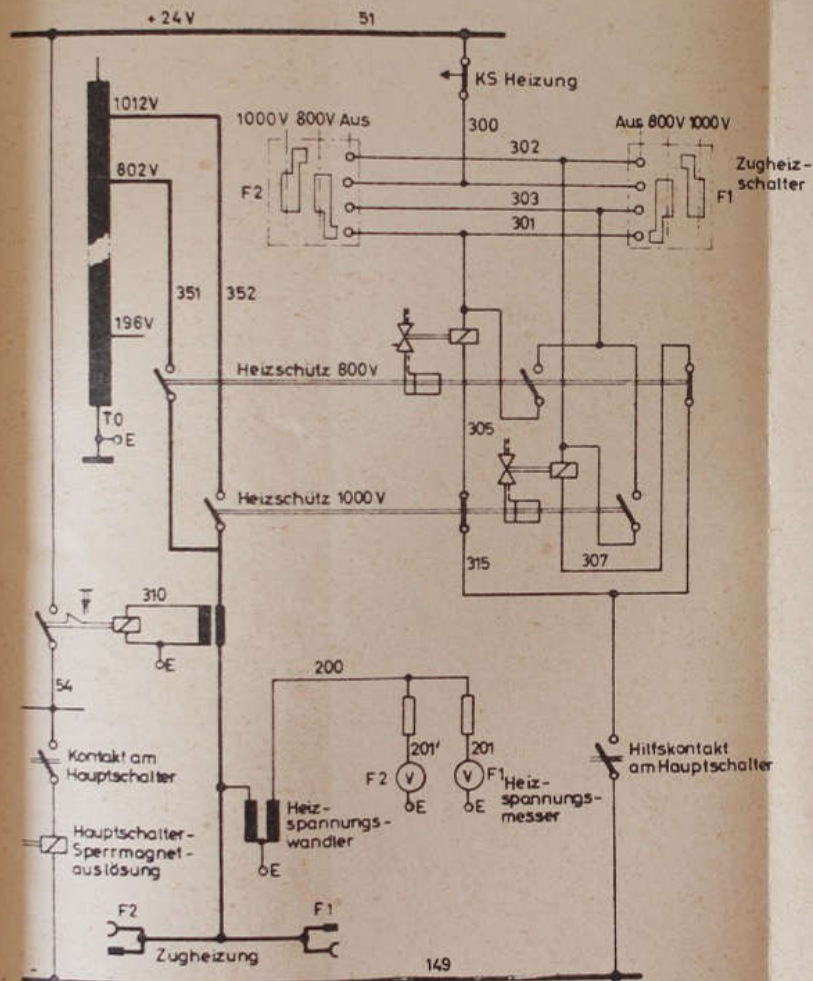 + 24V
51
KS Heizung
1012V
1000V 800V Aus
300
Aus 800V 1000V
302
Zugheiz-
schalter
802V
F2
303
F1
301
351
352
196V
Heizschütz 800V
T0
E
305
Heizschütz 1000V
315
307
310
E
54
200
Kontakt am
Hauptschalter
201'
201
F2
V
V
F1
Heiz-
spannungs-
messer
E
E
Hilfskontakt
am Hauptschalter
Heiz-
spannungs-
wandler
E
Hauptschalter-
Sperrmagnet-
auslösung
F2
F1
Zugheizung
-
149